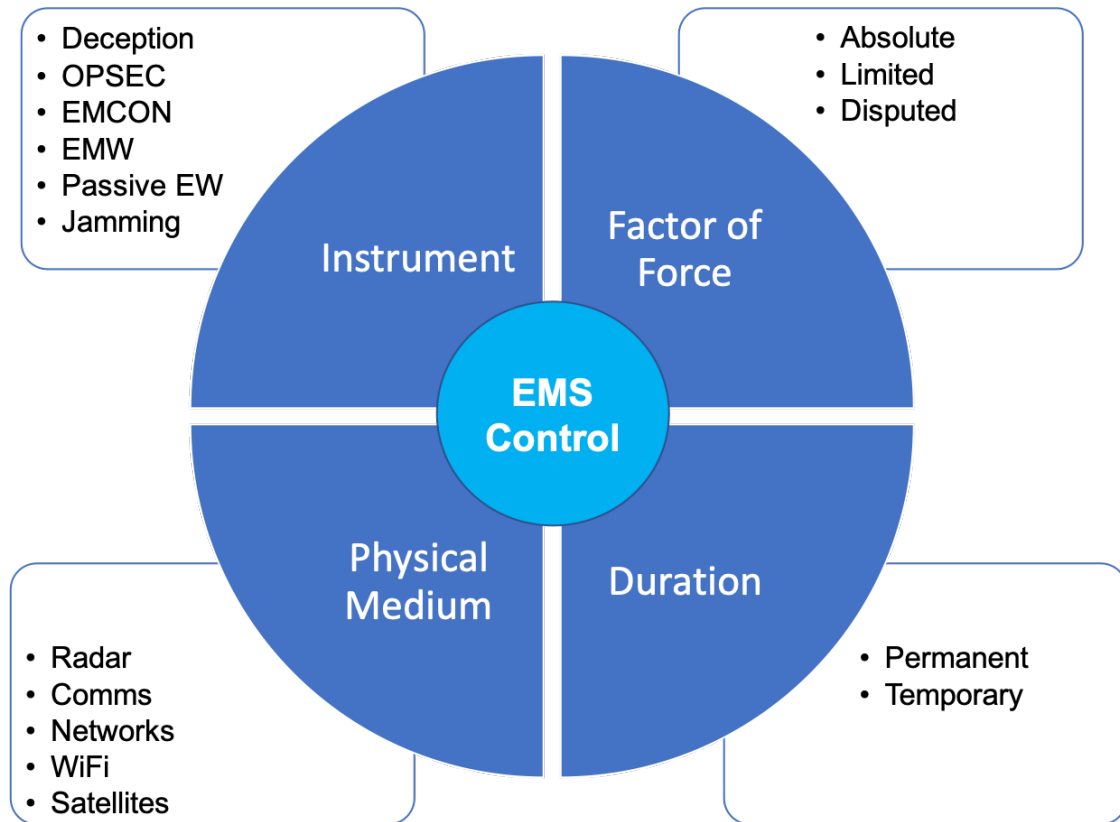 • Deception
• OPSEC
• EMCON
• EMW
• Passive EW
• Jamming
• Absolute
• Limited
• Disputed
Instrument
Factor of
Force
EMS
Control
Physical
Medium
Duration
• Radar
• Comms
• Networks
• WiFi
• Satellites
• Permanent
• Temporary